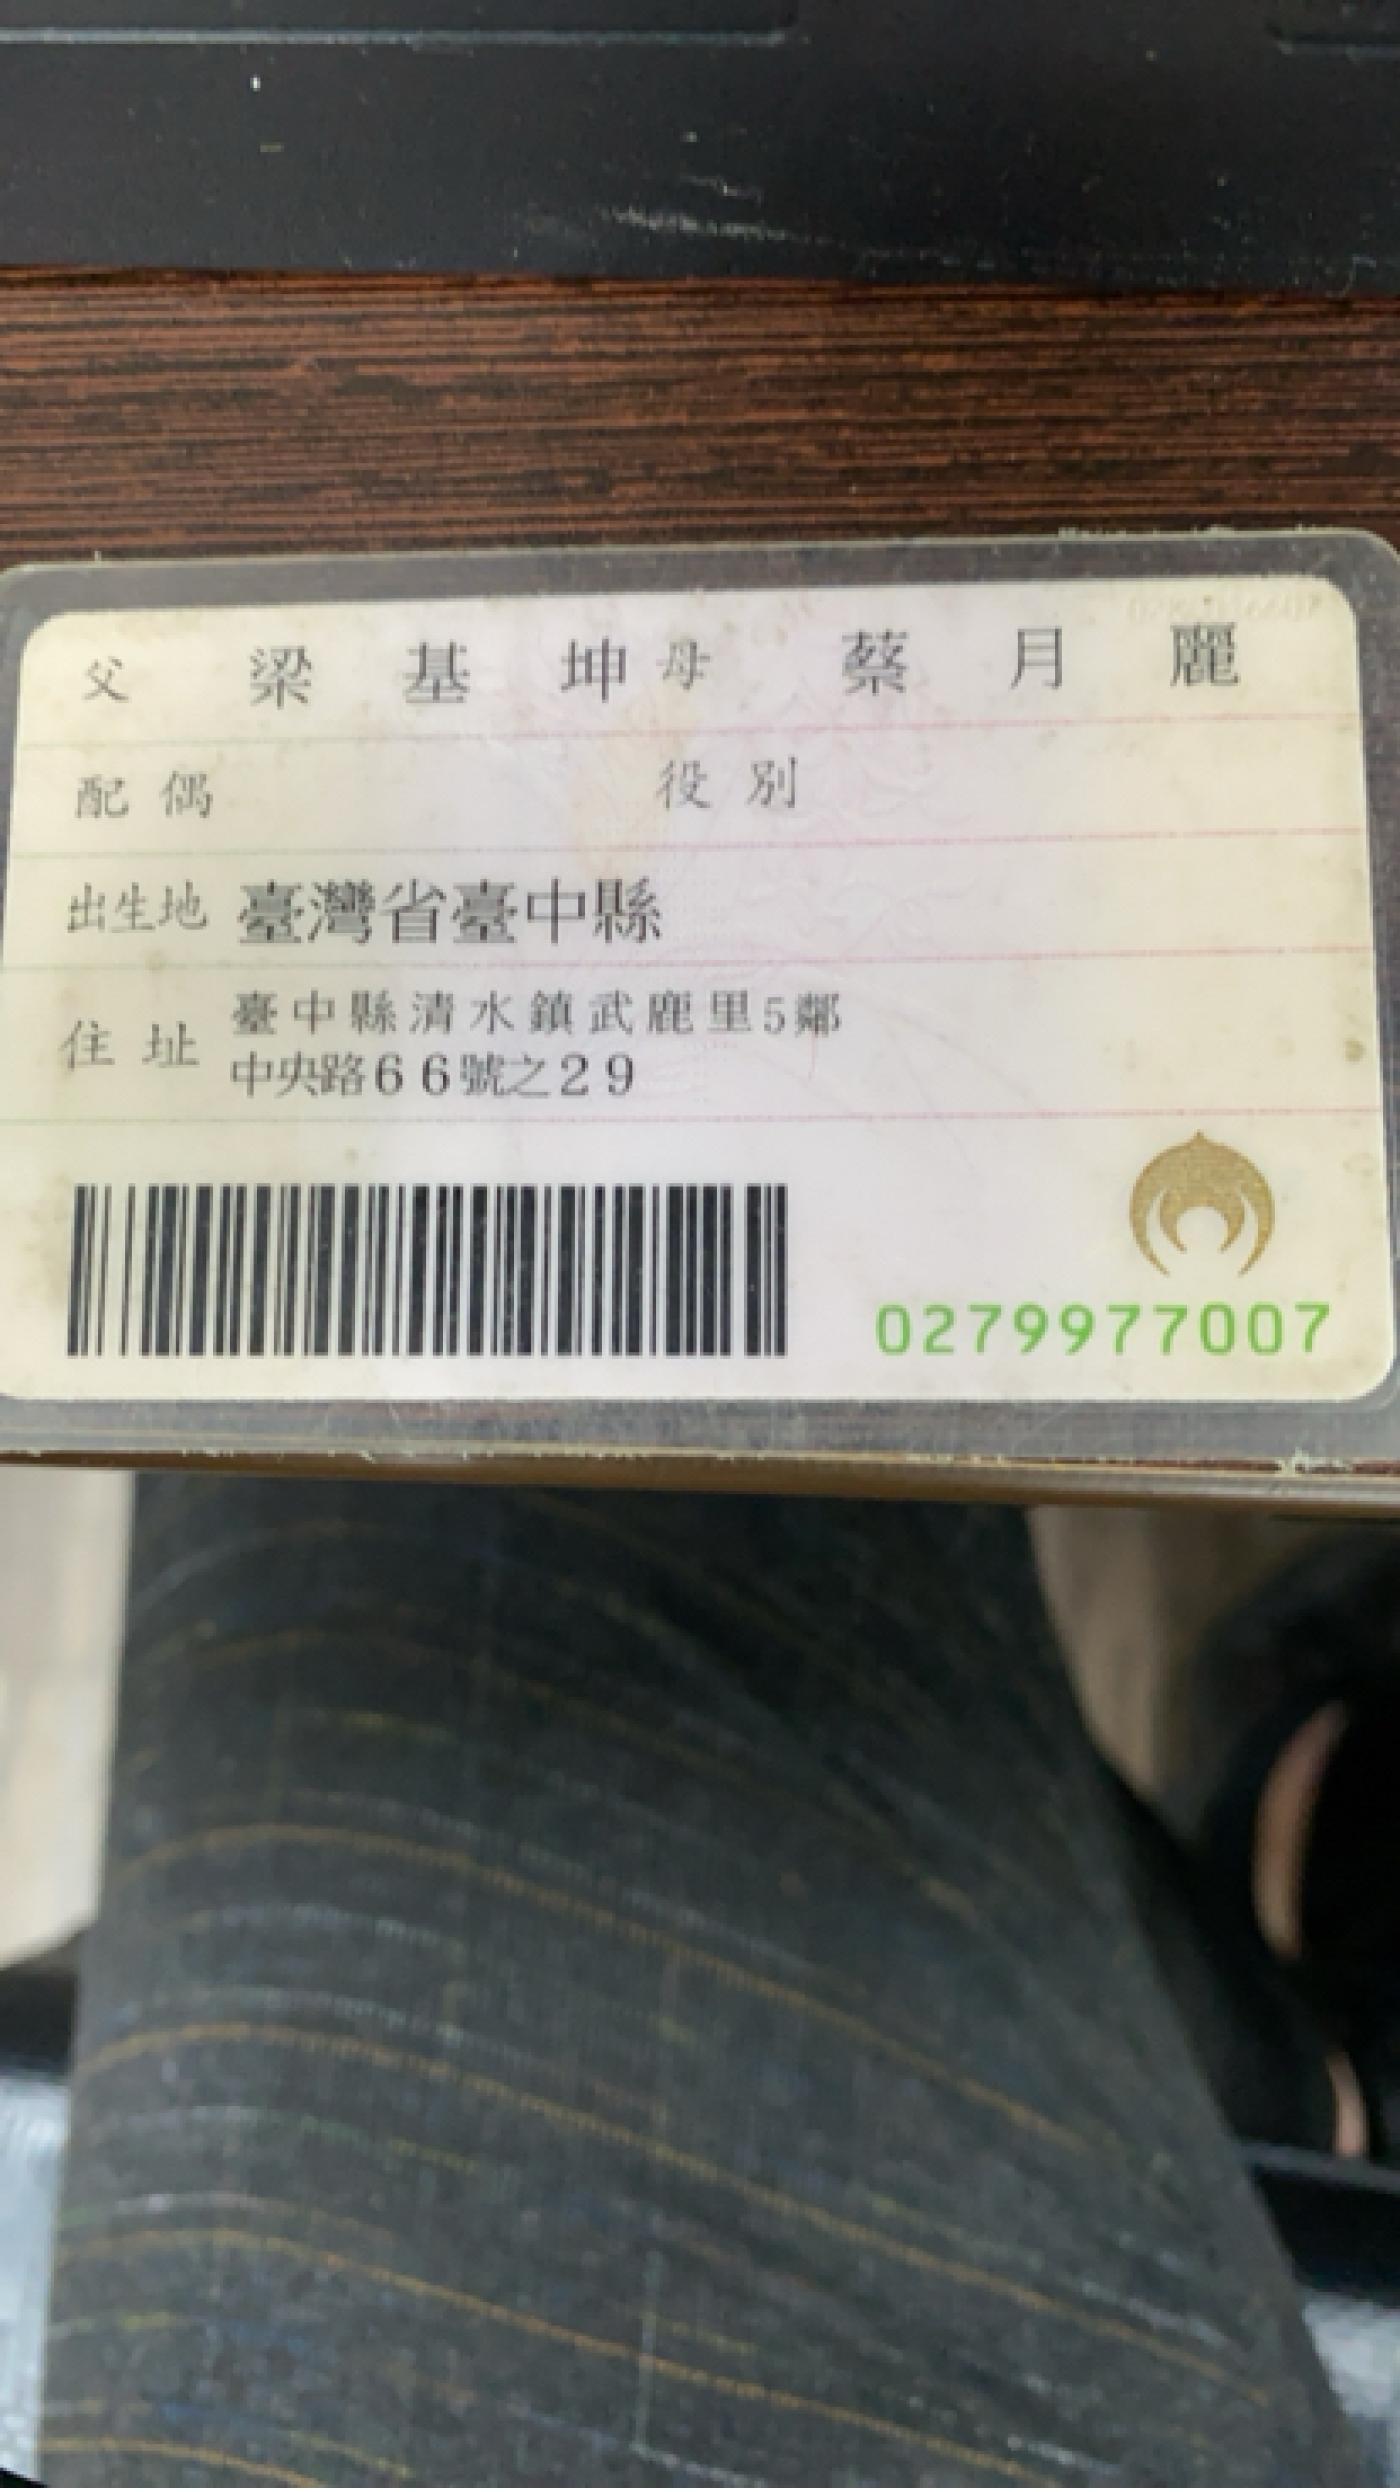 父 梁基坤 母 蔡月麗
配偶 役別
出生地 臺灣省臺中縣
住址 臺中縣清水鎮武鹿里5鄰
中央路66號之29
0279977007